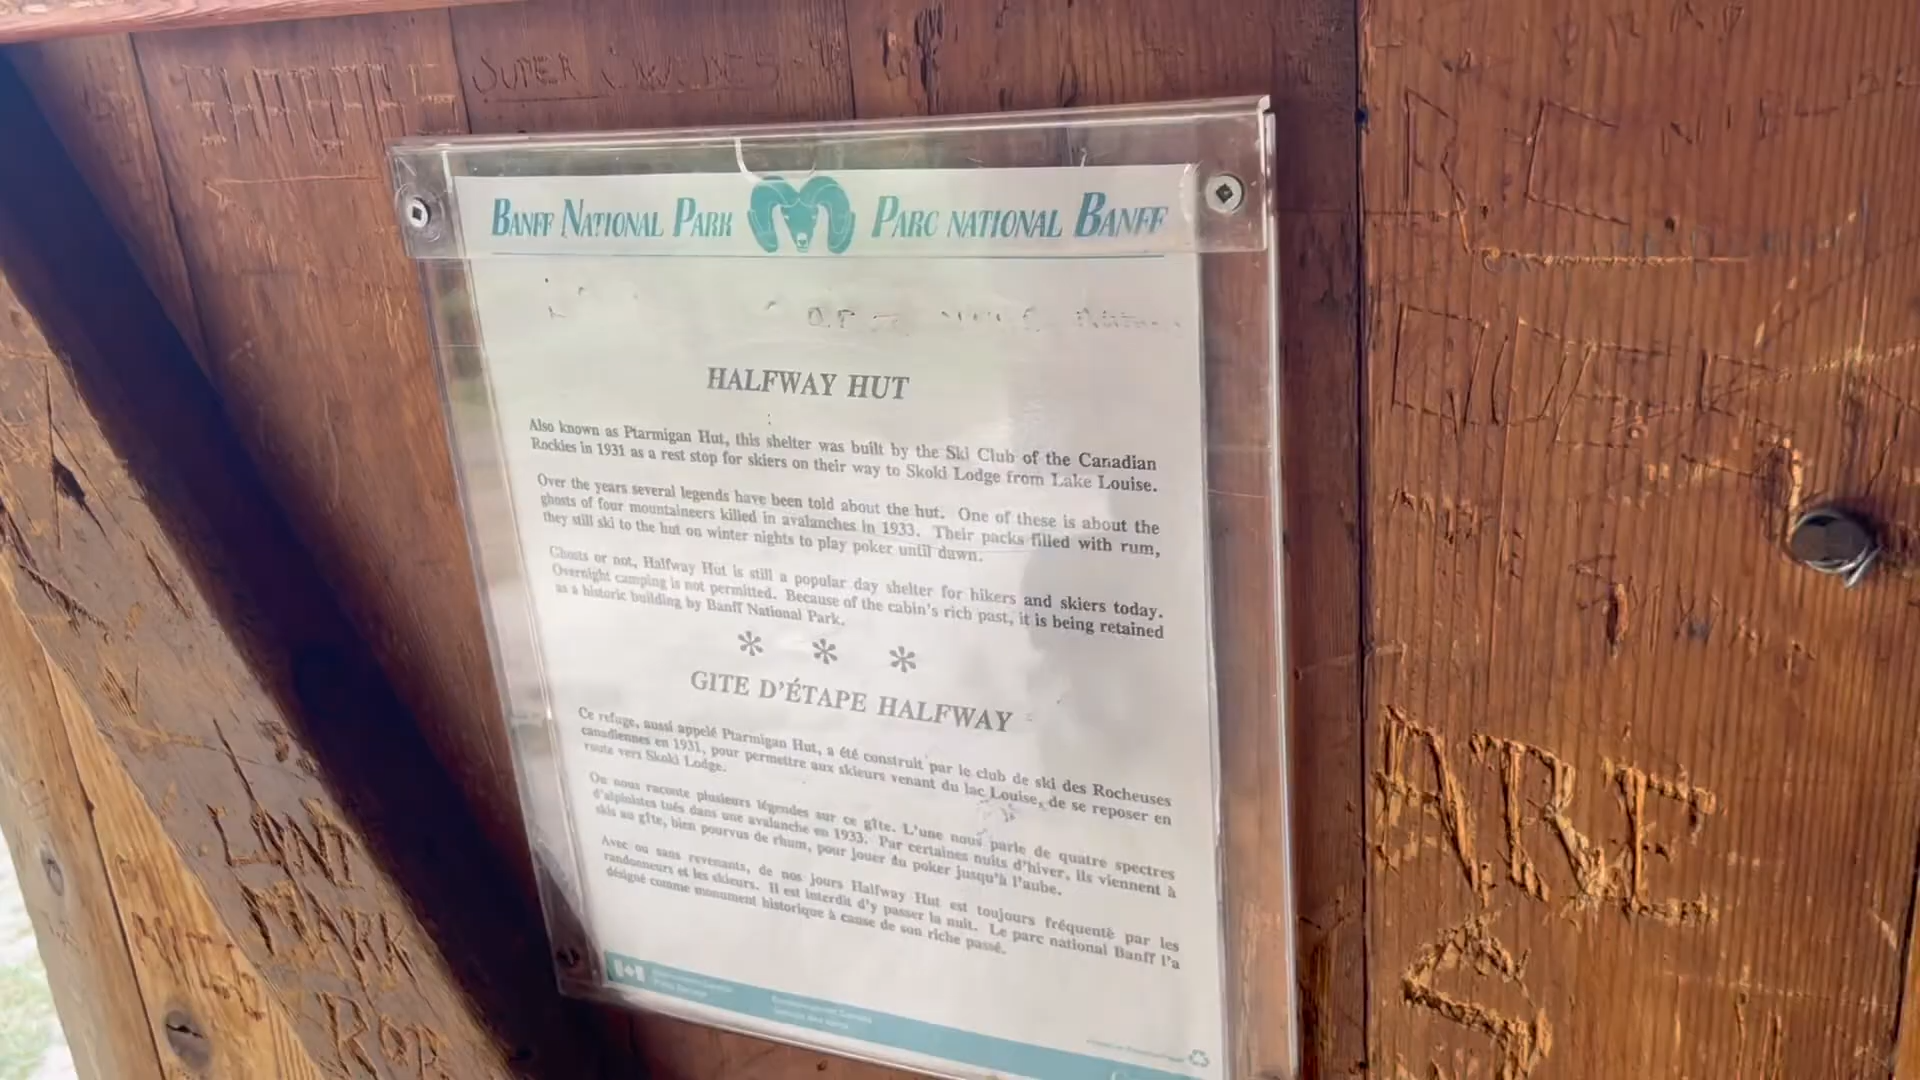 SUPER
BANFF NATIONAL PARK PARC NATIONAL BANFF
HALFWAY HUT
Also known as Ptarmigan Hut, this shelter was built by the Ski Club of the Canadian
Rockies in 1931 as a rest stop for skiers on their way to Skoki Lodge from Lake Louise.
Over the years several legends have been told about the hut. One of these is about the
ghosts of four mountaineers killed in avalanches in 1933. Their packs filled with rum,
they still ski to the hut on winter nights to play poker until dawn.
Ghosts or not, Halfway Hut is still a popular day shelter for hikers and skiers today.
Overnight camping is not permitted. Because of the cabin's rich past, it is being retained
as a historic building by Banff National Park.
* * *
GITE D'ÉTAPE HALFWAY
Ce refuge, aussi appelé Ptarmigan Hut, a été construit par le club de ski des Rocheuses
canadiennes en 1931, pour permettre aux skieurs venant du lac Louise, de se reposer en
route vers Skoki Lodge.
On nous raconte plusieurs légendes sur ce gîte. L'une nous parle de quatre spectres
d'alpinistes tués dans une avalanche en 1933. Par certaines nuits d'hiver, ils viennent à
skis au gîte, bien pourvus de rhum, pour jouer du poker jusqu'à l'aube.
Avec ou sans revenants, de nos jours Halfway Hut est toujours fréquenté par les
randonneurs et les skieurs. Il est interdit d'y passer la nuit. Le parc national Banff l'a
désigné comme monument historique à cause de son riche passé.
MARK
ROB